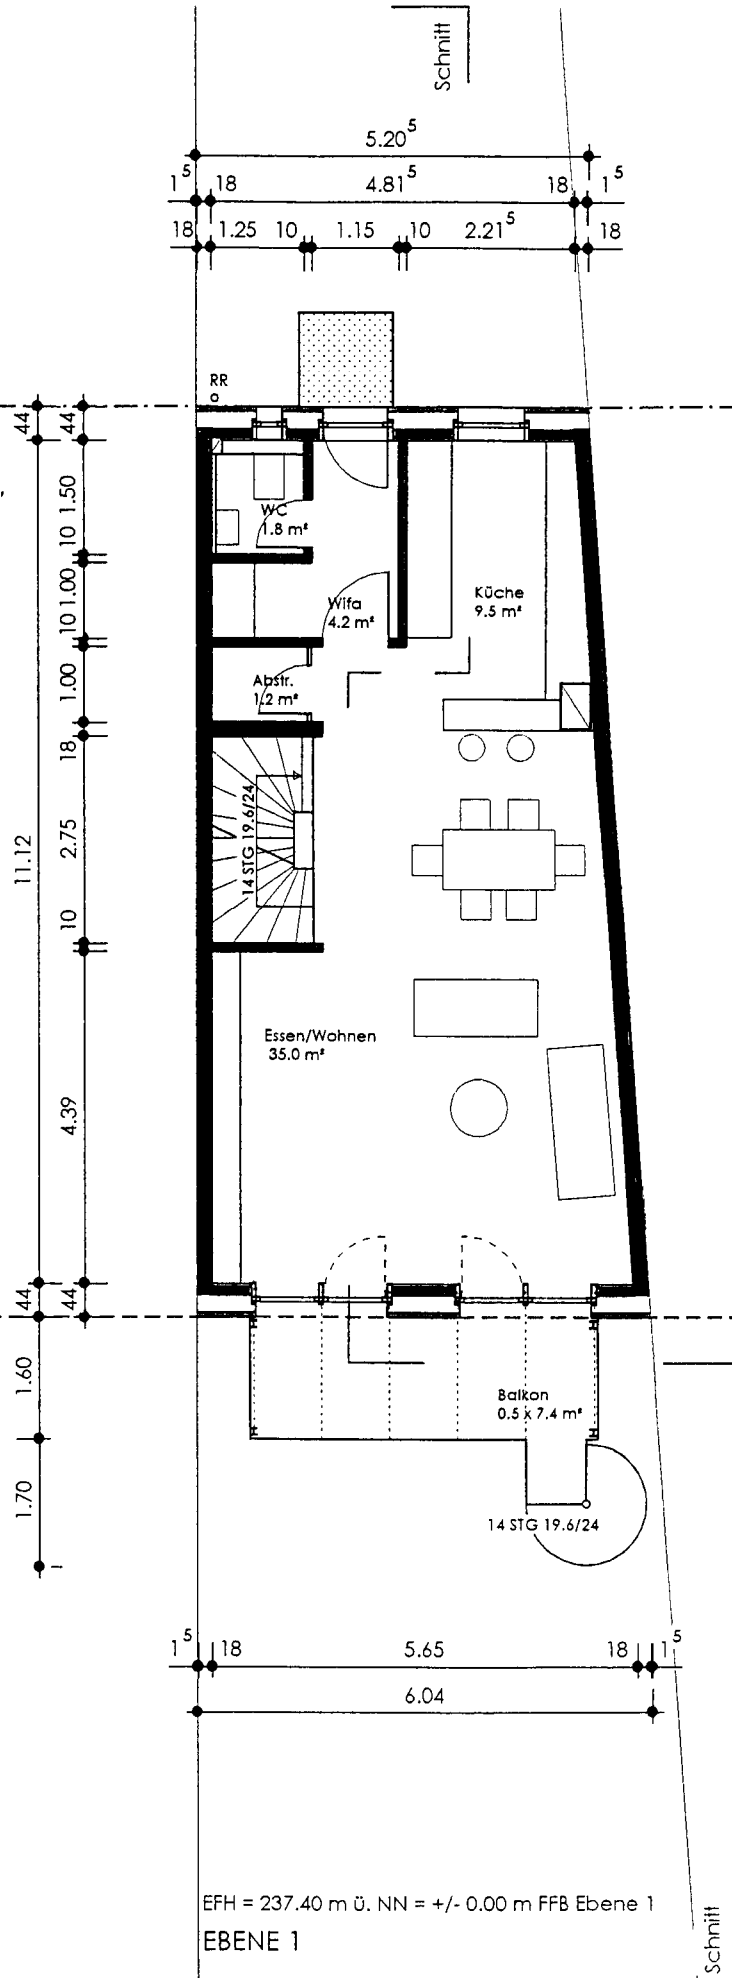 Schnitt
5.20⁵
1⁵ 18 4.81⁵ 18 1⁵
18 1.25 10 1.15 10 2.21⁵ 18
RR
44 44
1.50
WC
1.8 m²
10
1.00
Wifa
4.2 m²
Küche
9.5 m²
10
1.00
Abstr.
1.2 m²
18
14 STG 19.6/24
2.75
11.12
10
Essen/Wohnen
35.0 m²
4.39
44 44
1.60
Balkon
0.5 x 7.4 m²
1.70
14 STG 19.6/24
1⁵ 18 5.65 18 1⁵
6.04
EFH = 237.40 m ü. NN = +/- 0.00 m FFB Ebene 1
EBENE 1
Schnitt